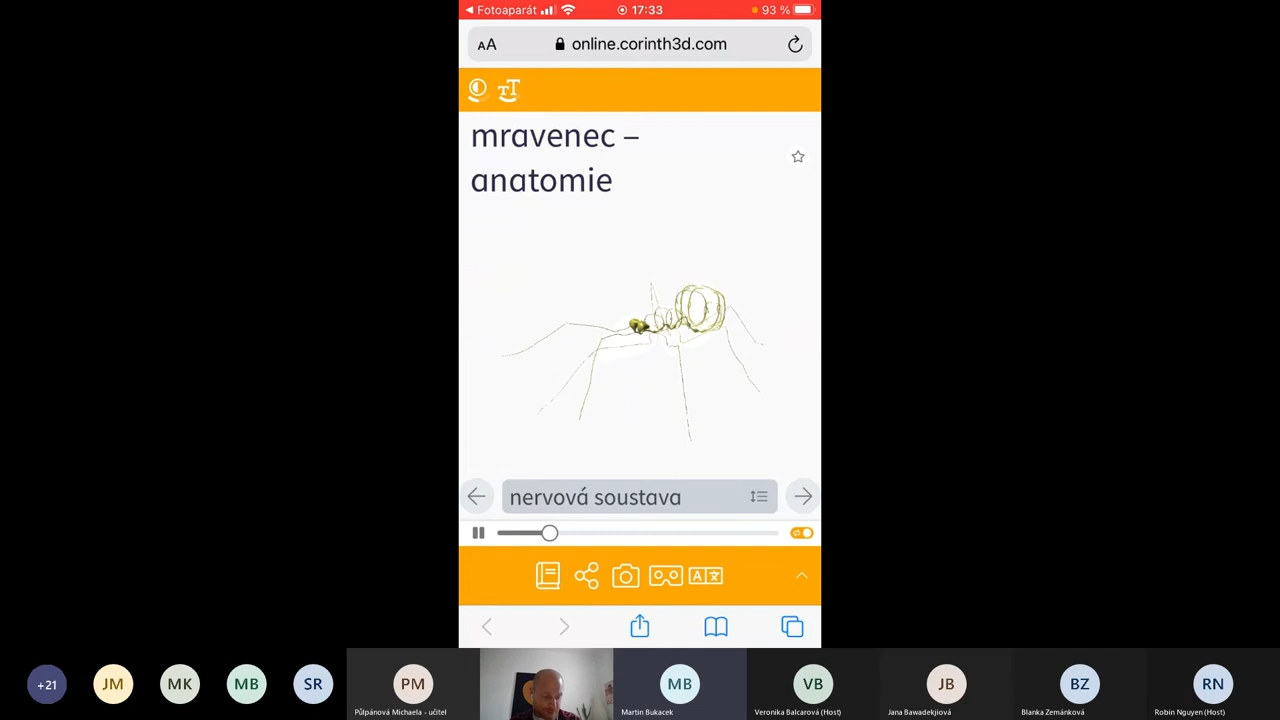 Fotoaparát
17:33
93 %
AA
online.corinth3d.com
TT
mravenec –
anatomie
nervová soustava
A
+21
JM
MK
MB
SR
PM
MB
VB
JB
BZ
RN
Půlpánová Michaela - učitel
Martin Bukacek
Veronika Balcarová (Host)
Jana Bawadekjiová
Blanka Zemánková
Robin Nguyen (Host)